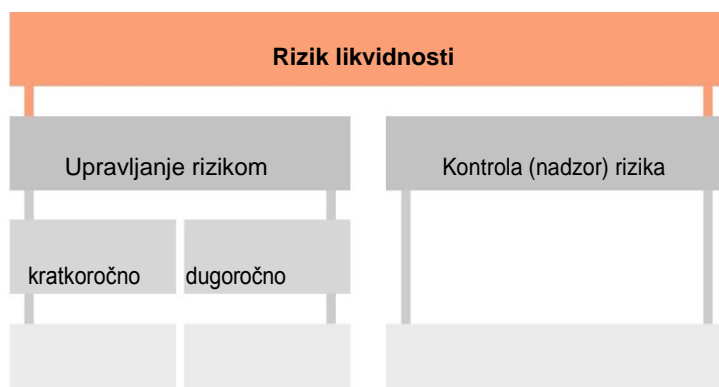 Rizik likvidnosti
Upravljanje rizikom
Kontrola (nadzor) rizika
kratkoročno
dugoročno